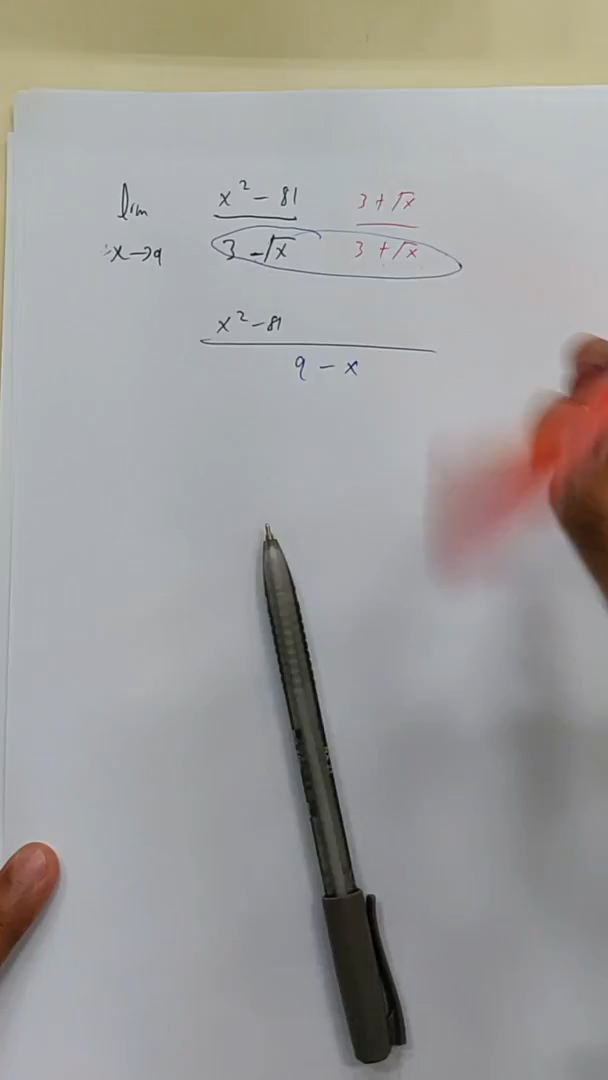 lim x→9 (x² − 81)/(3 − √x) (3 + √x)/(3 + √x)
(x² − 81)/(9 − x)